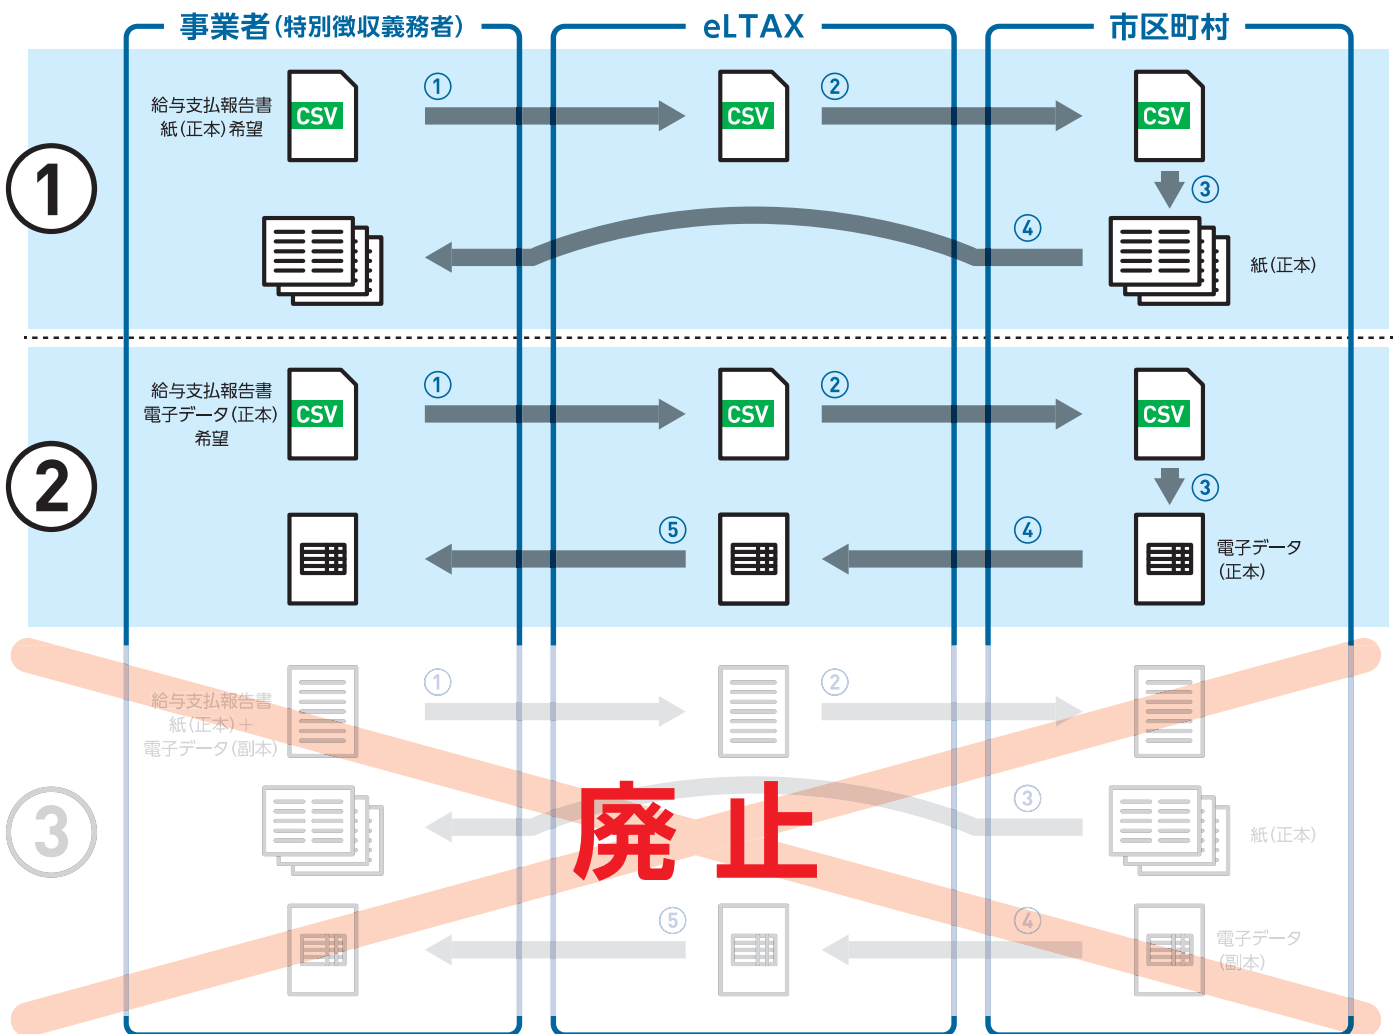 事業者(特別徴収義務者)
eLTAX
市区町村
①
給与支払報告書
紙(正本)希望
CSV
①
CSV
②
CSV
③
④
紙(正本)
②
給与支払報告書
電子データ(正本)
希望
CSV
①
CSV
②
CSV
③
⑤
④
電子データ
(正本)
③
給与支払報告書
紙(正本)+
電子データ(副本)
①
②
③
紙(正本)
廃止
⑤
④
電子データ
(副本)